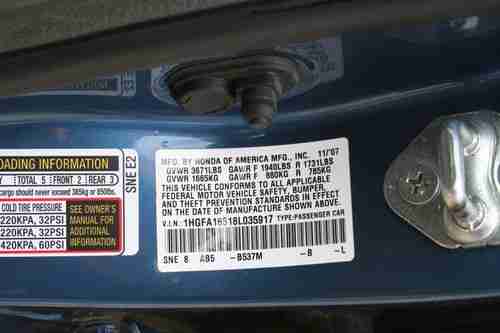 MFD. BY HONDA OF AMERICA MFG., INC. 11/07
GVWR 3671LBS GAWR F 1940LBS R 1731LBS
GVWR 1665KG GAWR F 880KG R 785KG
THIS VEHICLE CONFORMS TO ALL APPLICABLE
FEDERAL MOTOR VEHICLE SAFETY, BUMPER,
AND THEFT PREVENTION STANDARDS IN EFFECT
ON THE DATE OF MANUFACTURE SHOWN ABOVE.
V.I.N.: 1HGFA16518L035917 TYPE:PASSENGER CAR
SNE 8 AB5 -B537M -B -L
SNE E2
LOADING INFORMATION
TOTAL 5 FRONT 2 REAR 3
cargo should never exceed 385kg or 850lbs.
COLD TIRE PRESSURE
220KPA, 32PSI
220KPA, 32PSI
420KPA, 60PSI
SEE OWNER'S
MANUAL FOR
ADDITIONAL
INFORMATION